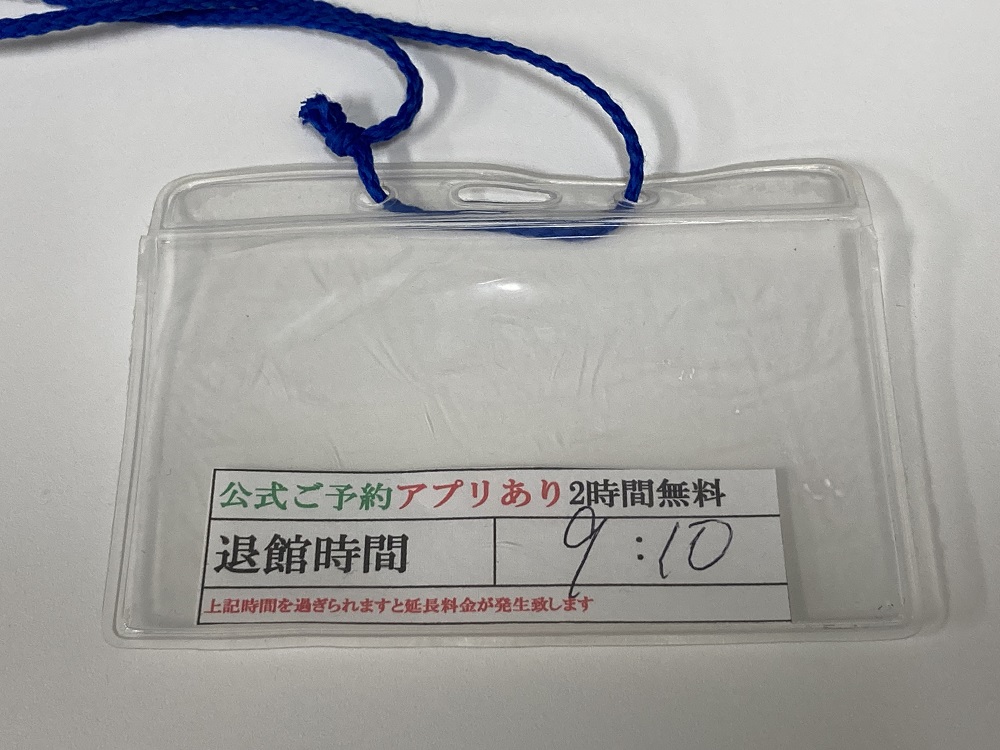 公式ご予約アプリあり2時間無料
退館時間 9:10
上記時間を過ぎられますと延長料金が発生致します